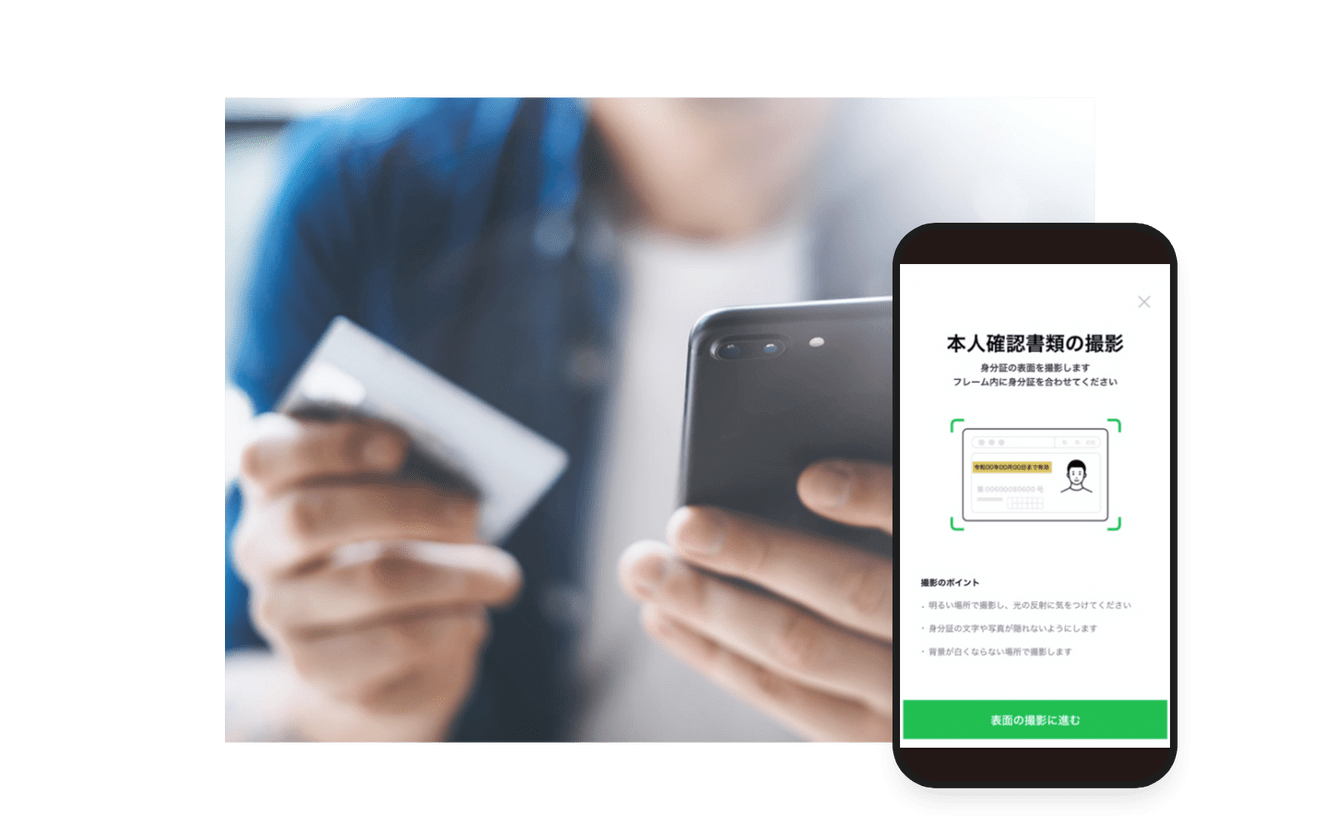 本人確認書類の撮影
身分証の表面を撮影します
フレーム内に身分証を合わせてください
令和00年00月00日まで有効
第 00600080600 号
撮影のポイント
・明るい場所で撮影し、光の反射に気をつけてください
・身分証の文字や写真が隠れないようにします
・背景が白くならない場所で撮影します
表面の撮影に進む